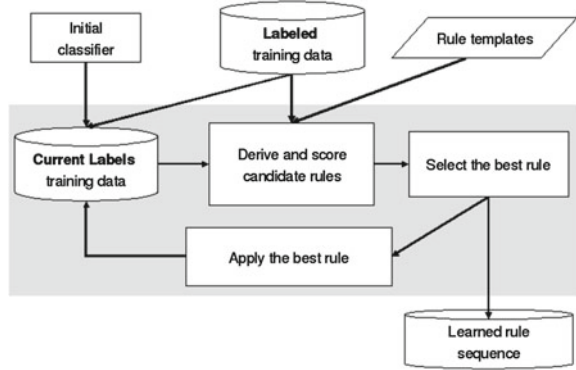 Initial
classifier
Labeled
training data
Rule templates
Current Labels
training data
Derive and score
candidate rules
Select the best rule
Apply the best rule
Learned rule
sequence